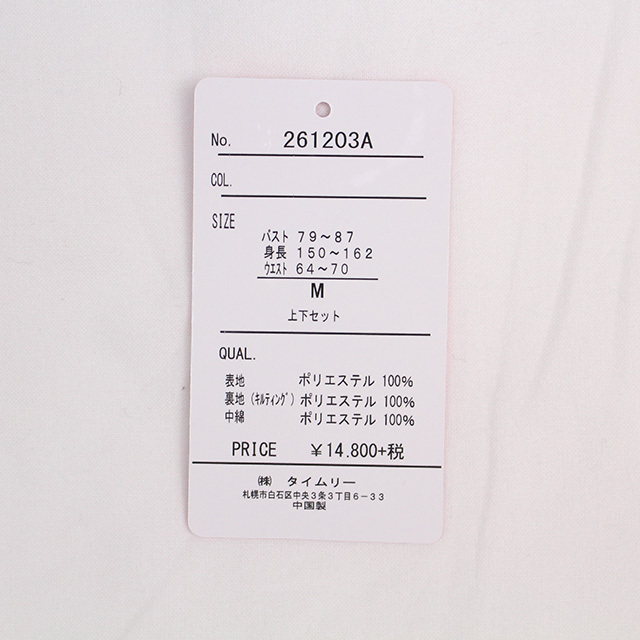 No. 261203A
COL.
SIZE
バスト 79～87
身長 150～162
ウエスト 64～70
M
上下セット
QUAL.
表地 ポリエステル 100%
裏地(キルティング) ポリエステル 100%
中綿 ポリエステル 100%
PRICE ￥14.800+税
㈱ タイムリー
札幌市白石区中央3条3丁目6－33
中国製